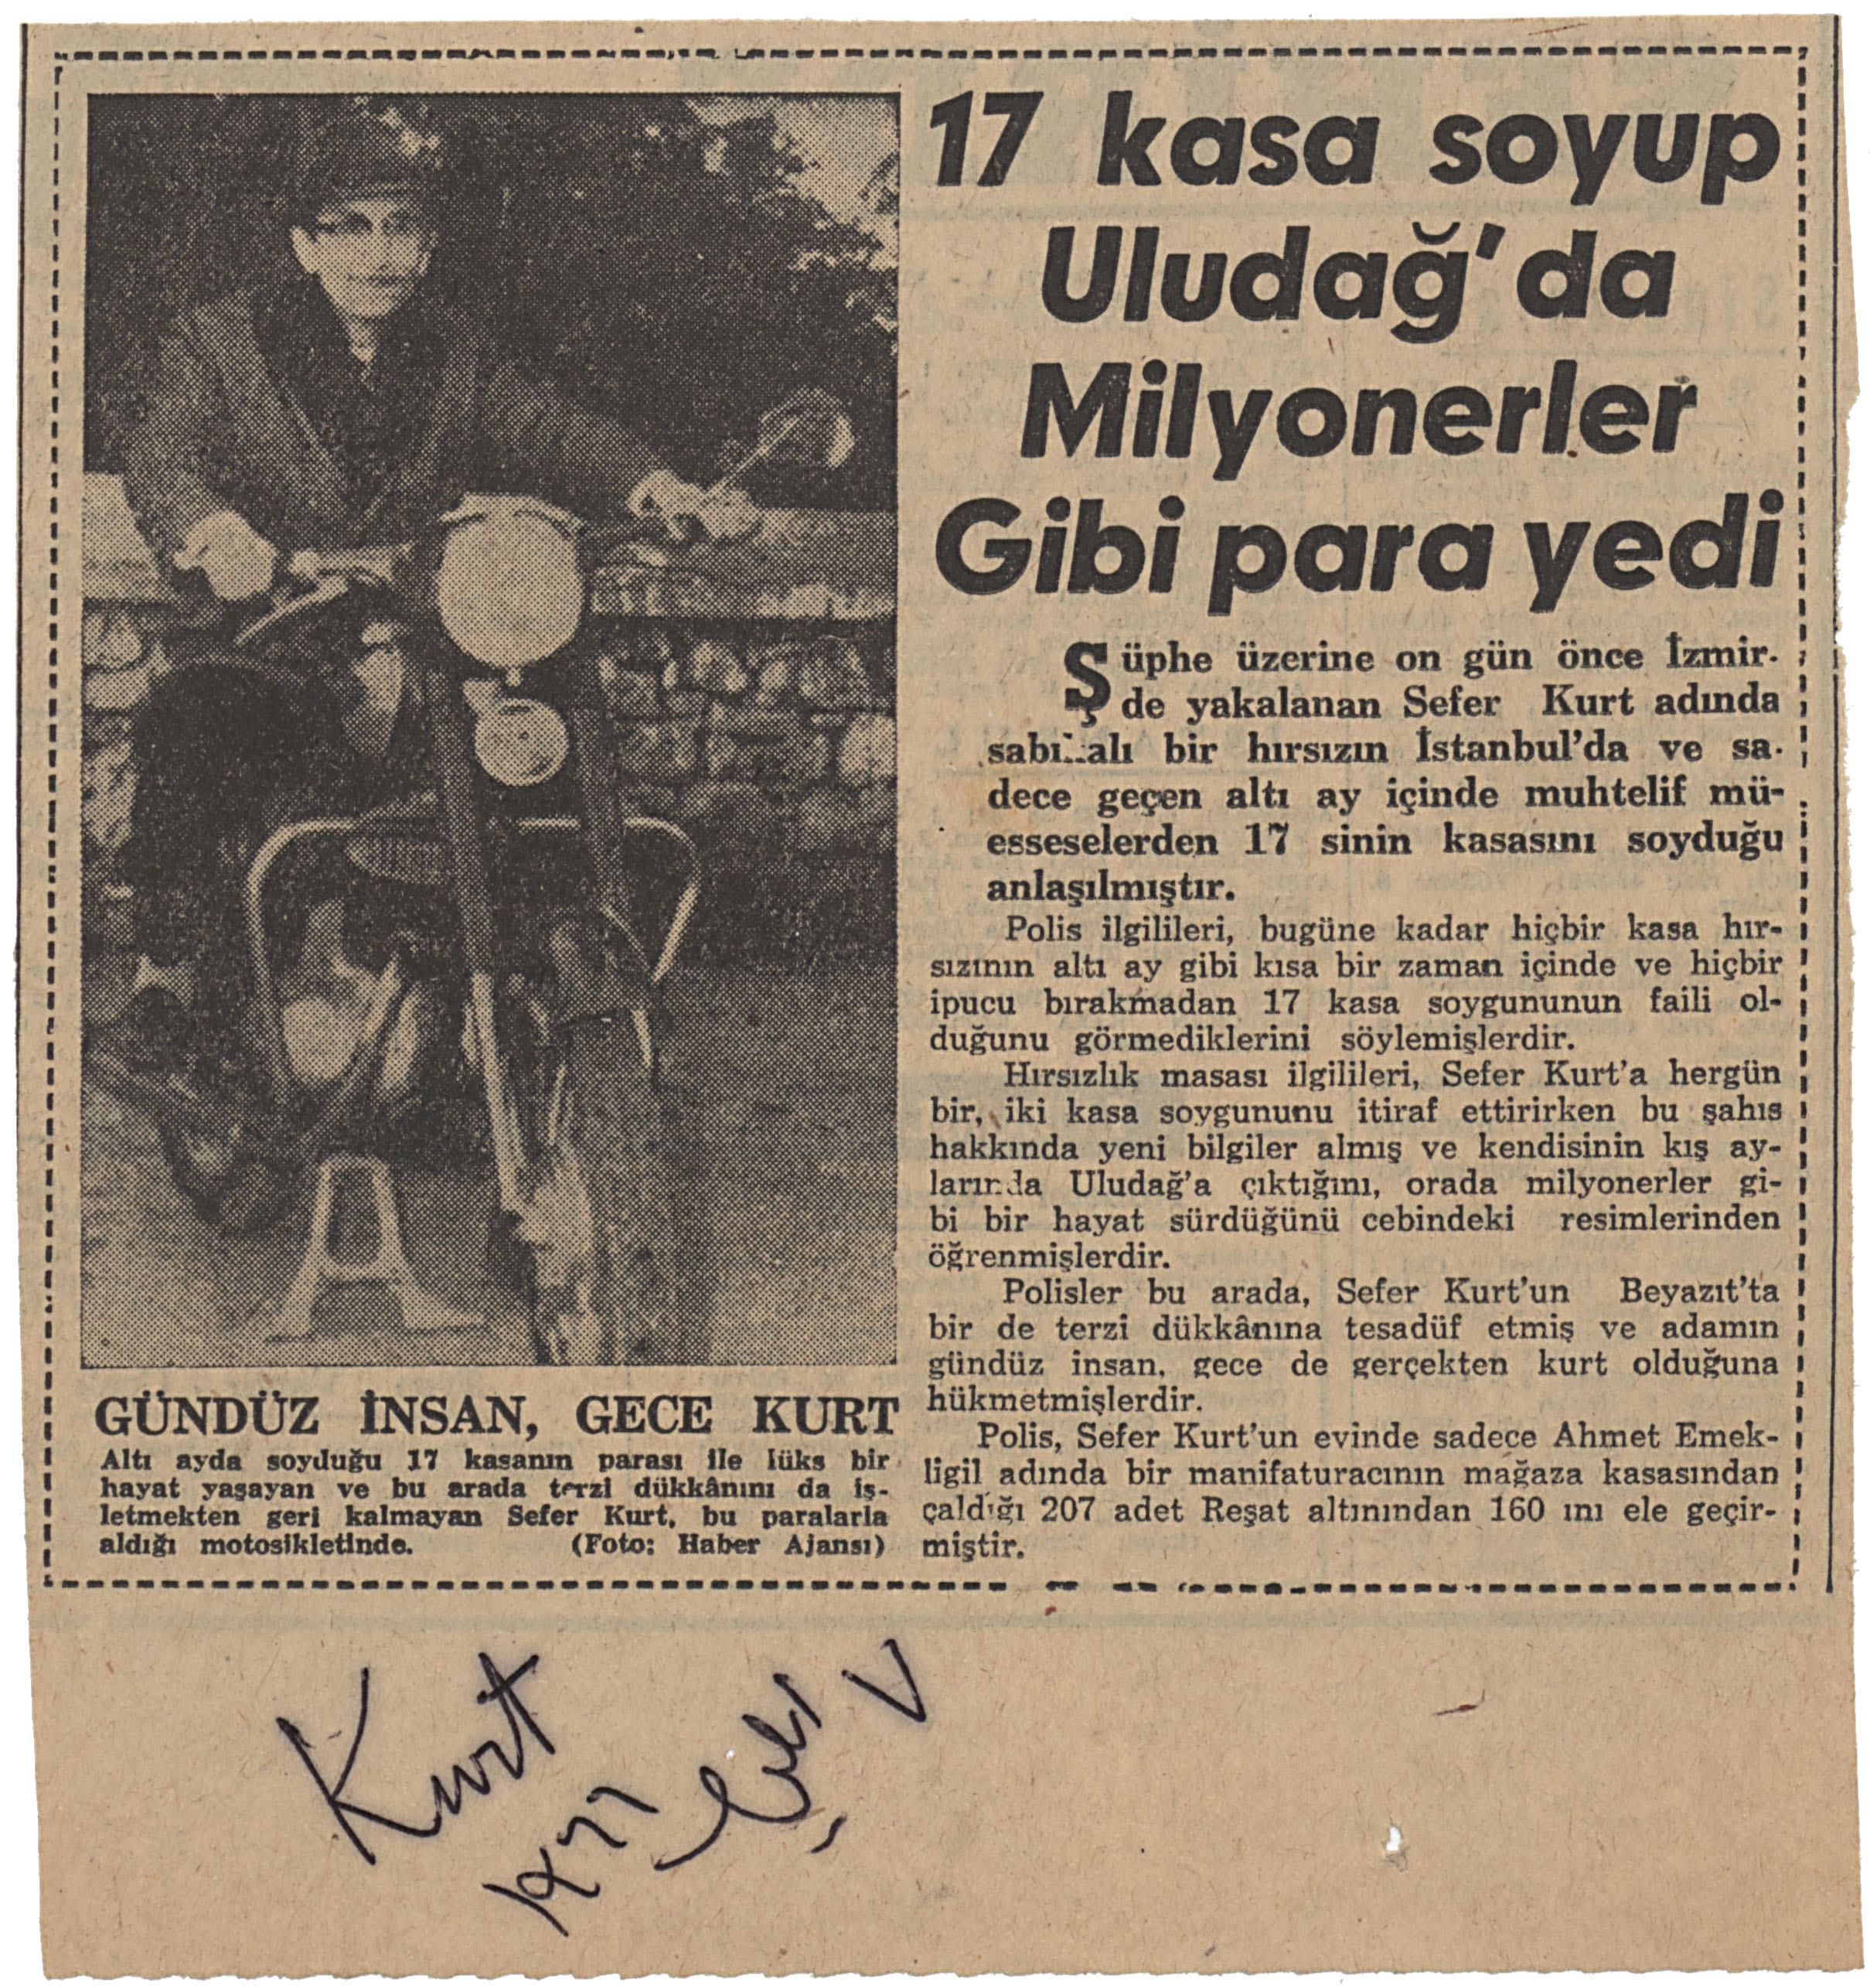 17 kasa soyup
Uludağ'da
Milyonerler
Gibi para yedi
Şüphe üzerine on gün önce İzmir-
de yakalanan Sefer Kurt adında
sabıkalı bir hırsızın İstanbul'da ve sa-
dece geçen altı ay içinde muhtelif mü-
esseselerden 17 sinin kasasını soyduğu
anlaşılmıştır.
Polis ilgilileri, bugüne kadar hiçbir kasa hır-
sızının altı ay gibi kısa bir zaman içinde ve hiçbir
ipucu bırakmadan 17 kasa soygununun faili ol-
duğunu görmediklerini söylemişlerdir.
Hırsızlık masası ilgilileri, Sefer Kurt'a hergün
bir, iki kasa soygununu itiraf ettirirken bu şahıs
hakkında yeni bilgiler almış ve kendisinin kış ay-
larında Uludağ'a çıktığını, orada milyonerler gi-
bi bir hayat sürdüğünü cebindeki resimlerinden
öğrenmişlerdir.
Polisler bu arada, Sefer Kurt'un Beyazıt'ta
bir de terzi dükkânına tesadüf etmiş ve adamın
gündüz insan, gece de gerçekten kurt olduğuna
hükmetmişlerdir.
Polis, Sefer Kurt'un evinde sadece Ahmet Emek-
ligil adında bir manifaturacının mağaza kasasından
çaldığı 207 adet Reşat altınından 160 ını ele geçir-
miştir.
GÜNDÜZ İNSAN, GECE KURT
Altı ayda soyduğu 17 kasanın parası ile lüks bir
hayat yaşayan ve bu arada terzi dükkânını da iş-
letmekten geri kalmayan Sefer Kurt, bu paralarla
aldığı motosikletinde. (Foto: Haber Ajansı)
Kurt